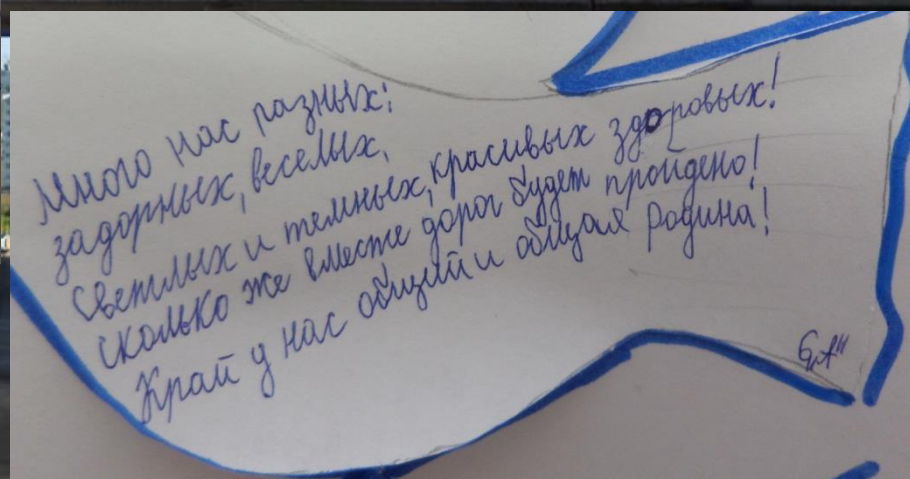 Много нас разных:
задорных, веселых,
Светлых и темных, красивых здоровых!
Сколько же вместе дорог будет пройдено!
Край у нас общий и общая Родина!
6 "А"